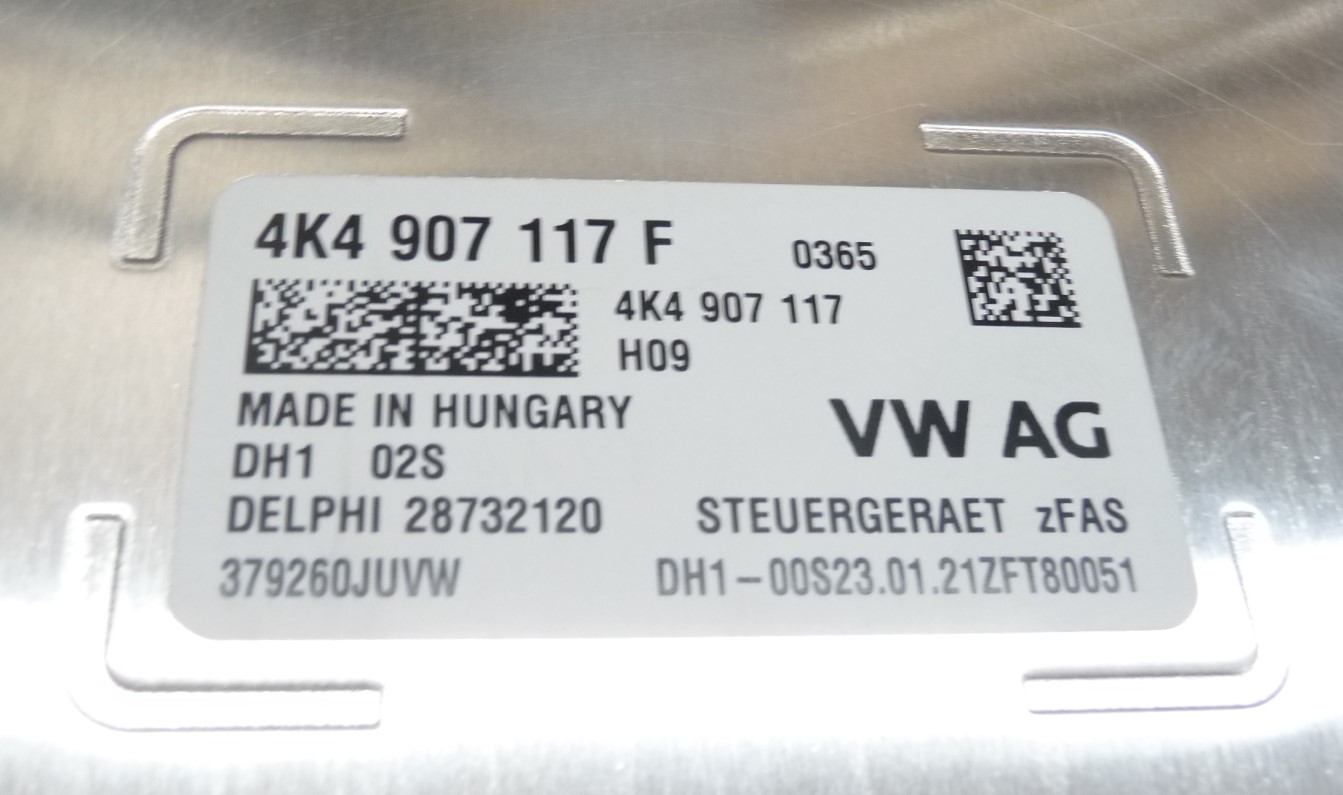 4K4 907 117 F 0365
4K4 907 117
H09
MADE IN HUNGARY
VW AG
DH1 02S
DELPHI 28732120 STEUERGERAET zFAS
379260JUVW DH1-00S23.01.21ZFT80051